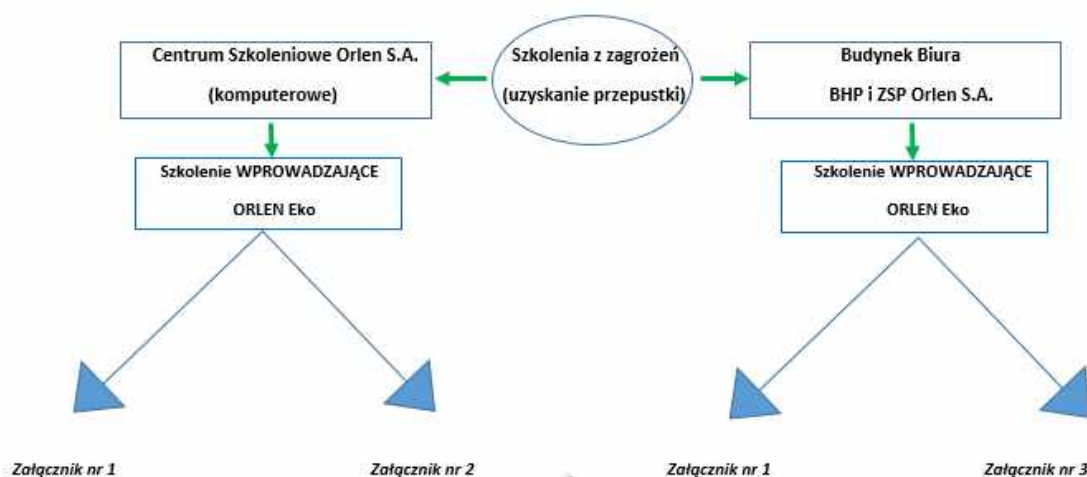 Centrum Szkoleniowe Orlen S.A.
(komputerowe)
Szkolenia z zagrożeń
(uzyskanie przepustki)
Budynek Biura
BHP i ZSP Orlen S.A.
Szkolenie WPROWADZAJĄCE
ORLEN Eko
Szkolenie WPROWADZAJĄCE
ORLEN Eko
Załącznik nr 1
Załącznik nr 2
Załącznik nr 1
Załącznik nr 3